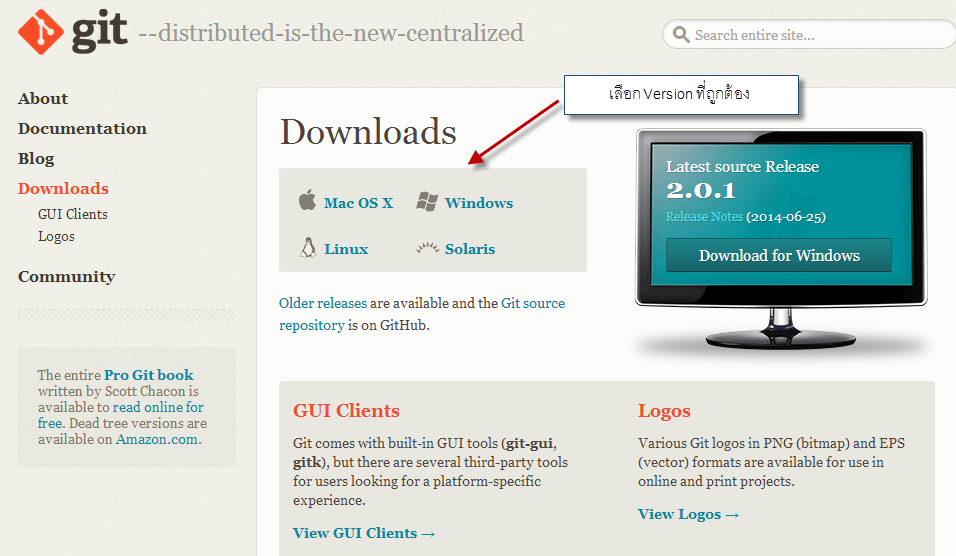 git --distributed-is-the-new-centralized
Search entire site...
About
Documentation
Blog
Downloads
GUI Clients
Logos
Community
The entire Pro Git book
written by Scott Chacon is
available to read online for
free. Dead tree versions are
available on Amazon.com.
เลือก Version ที่ถูกต้อง
Downloads
Mac OS X
Windows
Linux
Solaris
Older releases are available and the Git source
repository is on GitHub.
Latest source Release
2.0.1
Release Notes (2014-06-25)
Download for Windows
GUI Clients
Git comes with built-in GUI tools (git-gui,
gitk), but there are several third-party tools
for users looking for a platform-specific
experience.
View GUI Clients →
Logos
Various Git logos in PNG (bitmap) and EPS
(vector) formats are available for use in
online and print projects.
View Logos →